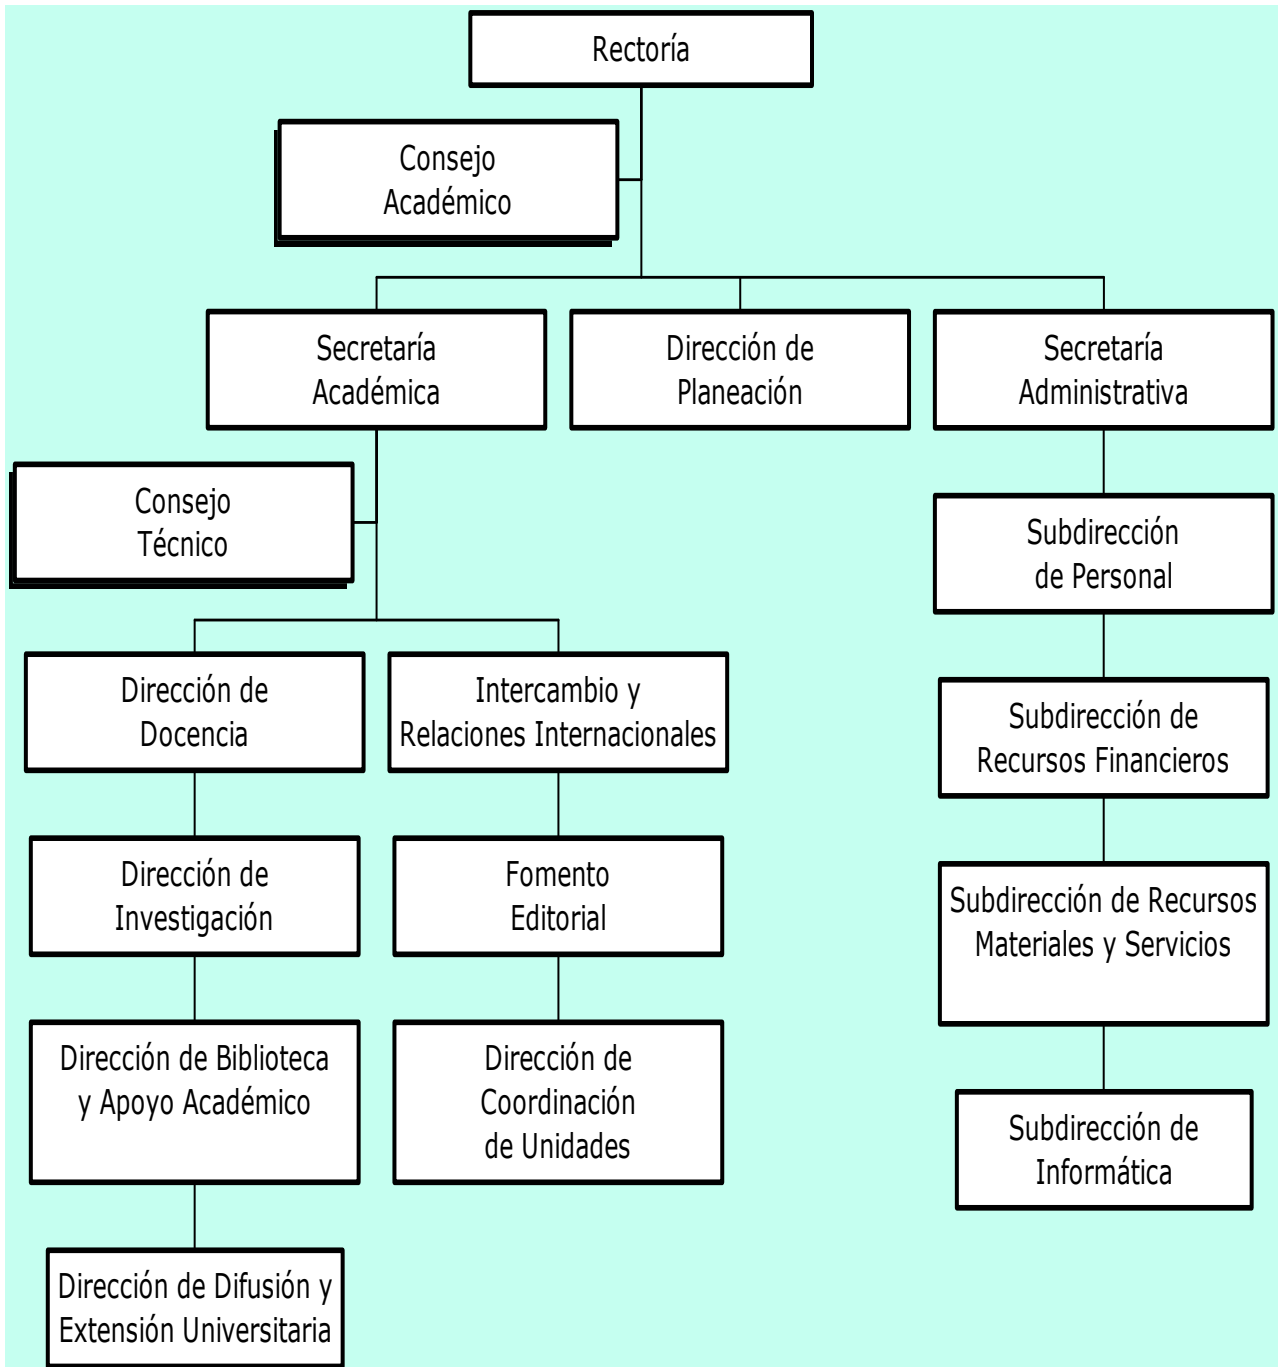 Rectoría
Consejo
Académico
Secretaría
Académica
Dirección de
Planeación
Secretaría
Administrativa
Consejo
Técnico
Subdirección
de Personal
Dirección de
Docencia
Intercambio y
Relaciones Internacionales
Subdirección de
Recursos Financieros
Dirección de
Investigación
Fomento
Editorial
Subdirección de Recursos
Materiales y Servicios
Dirección de Biblioteca
y Apoyo Académico
Dirección de
Coordinación
de Unidades
Subdirección de
Informática
Dirección de Difusión y
Extensión Universitaria